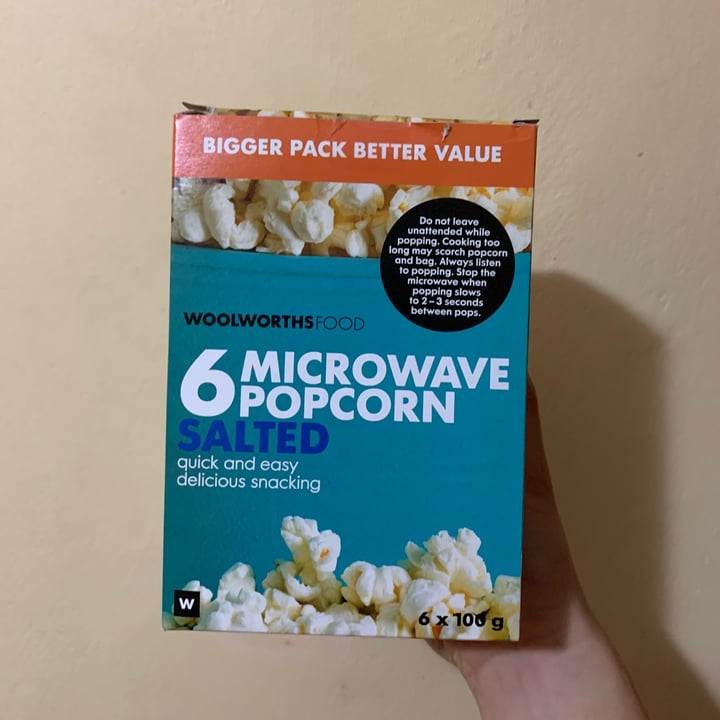 BIGGER PACK BETTER VALUE
Do not leave
unattended while
popping. Cooking too
long may scorch popcorn
and bag. Always listen
to popping. Stop the
microwave when
popping slows
to 2–3 seconds
between pops.
WOOLWORTHSFOOD
6 MICROWAVE
POPCORN
SALTED
quick and easy
delicious snacking
W
6 x 100 g